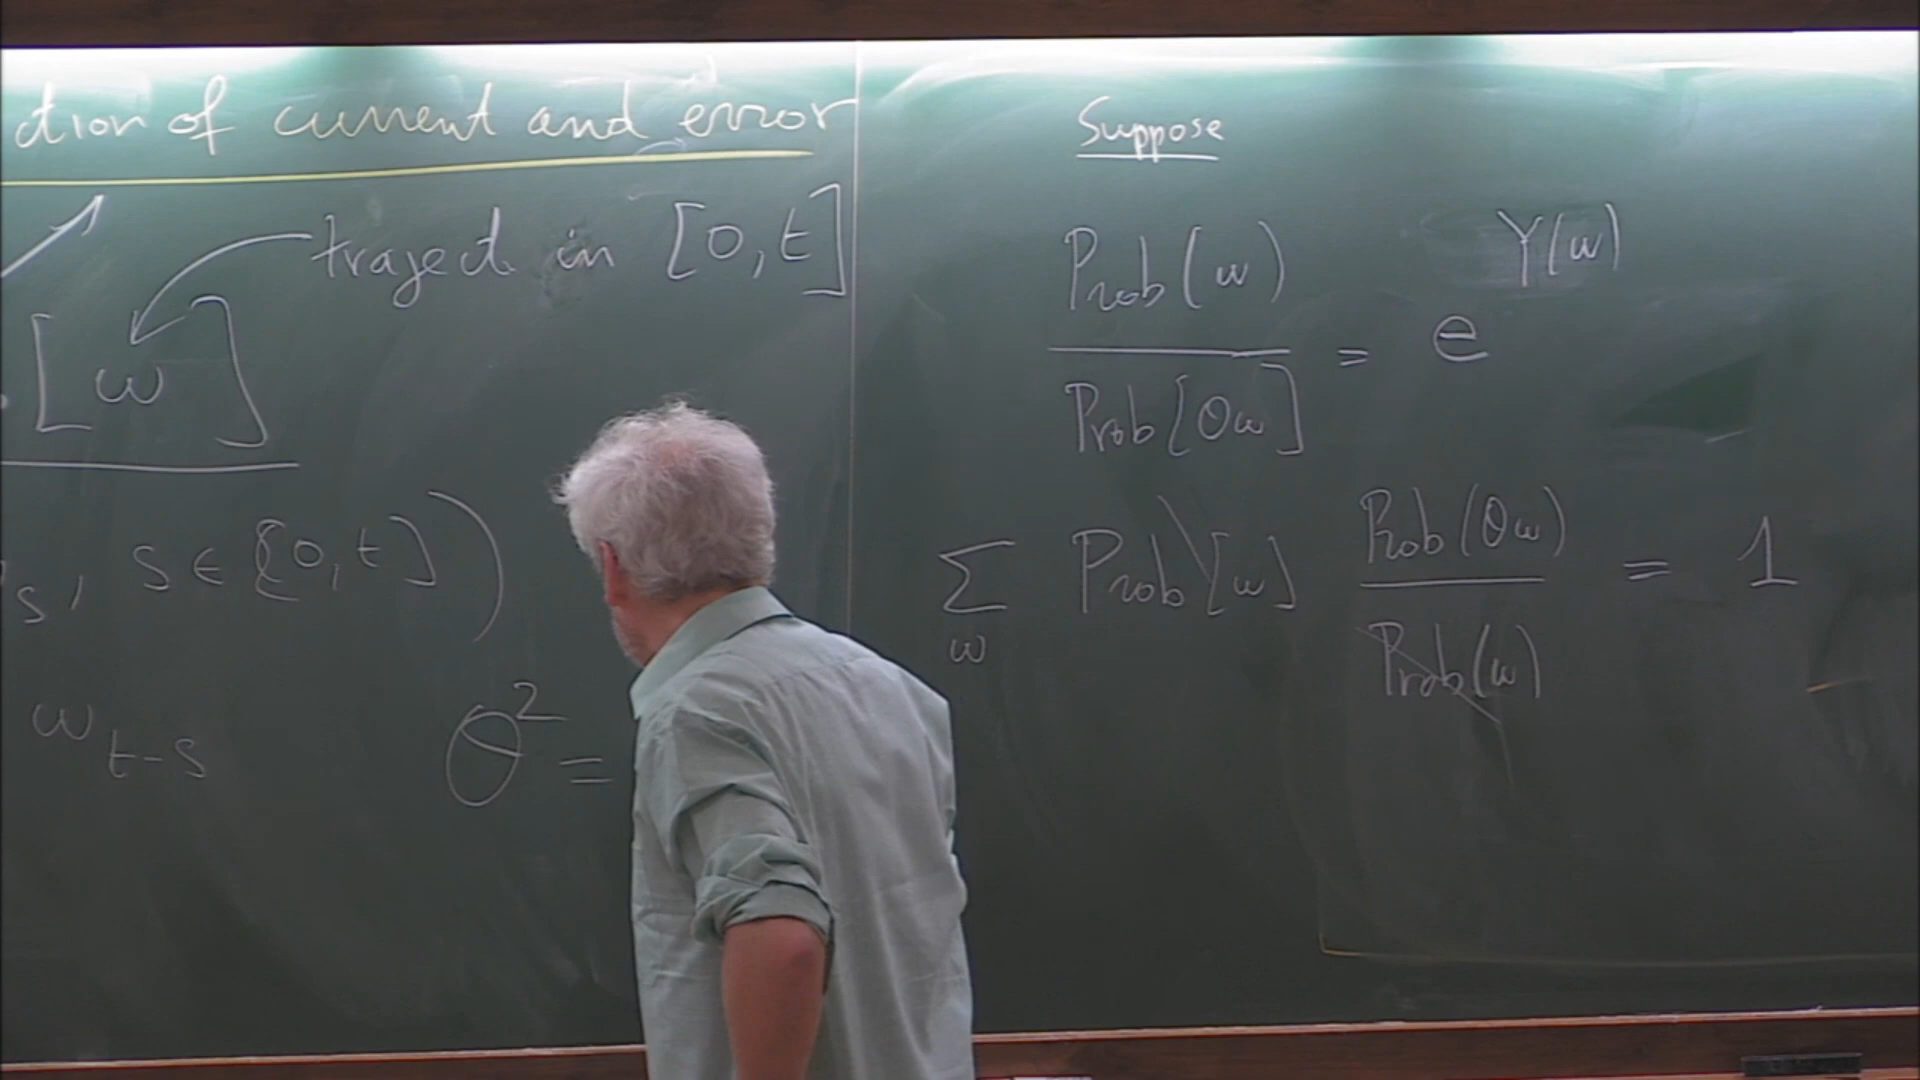 ction of current and error
traject. in [0,t]
[ω]
s, s ∈ {[0,t])
ω t-s
θ² =
Suppose
Prob(ω) / Prob[θω] = e Y(ω)
∑ ω Prob[ω] Prob(θω) / Prob(ω) = 1